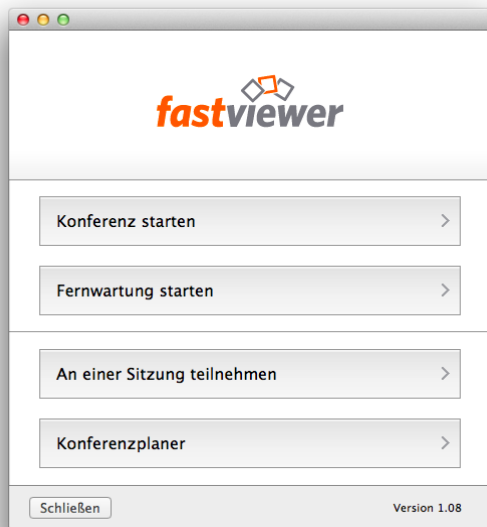 fastviewer
Konferenz starten
Fernwartung starten
An einer Sitzung teilnehmen
Konferenzplaner
Schließen
Version 1.08